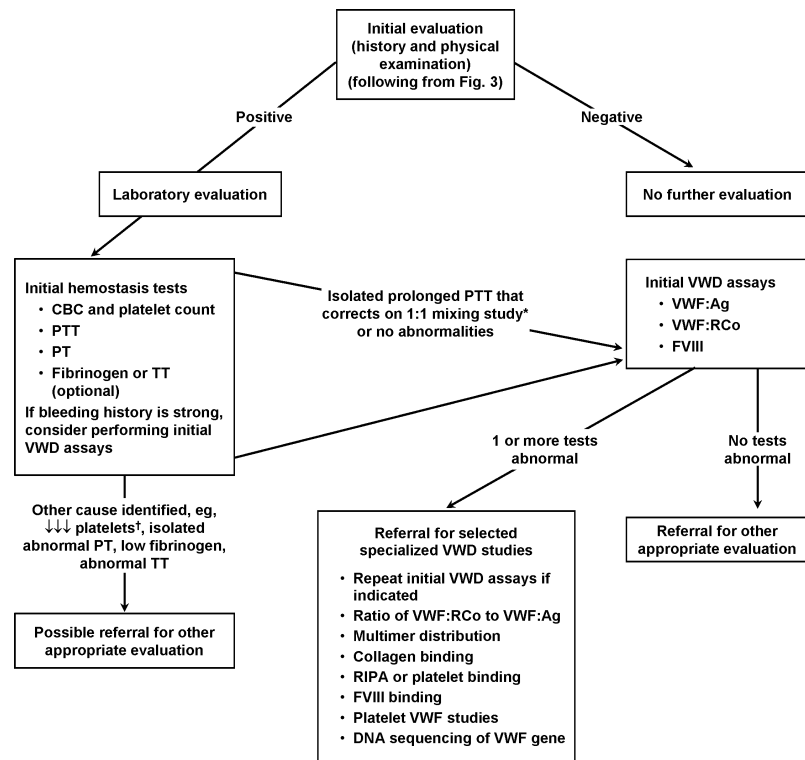 Initial evaluation
(history and physical
examination)
(following from Fig. 3)
Positive
Negative
Laboratory evaluation
No further evaluation
Initial hemostasis tests
• CBC and platelet count
• PTT
• PT
• Fibrinogen or TT
(optional)
If bleeding history is strong,
consider performing initial
VWD assays
Isolated prolonged PTT that
corrects on 1:1 mixing study*
or no abnormalities
Initial VWD assays
• VWF:Ag
• VWF:RCo
• FVIII
1 or more tests
abnormal
No tests
abnormal
Other cause identified, eg,
↓↓↓ platelets†, isolated
abnormal PT, low fibrinogen,
abnormal TT
Possible referral for other
appropriate evaluation
Referral for selected
specialized VWD studies
• Repeat initial VWD assays if
indicated
• Ratio of VWF:RCo to VWF:Ag
• Multimer distribution
• Collagen binding
• RIPA or platelet binding
• FVIII binding
• Platelet VWF studies
• DNA sequencing of VWF gene
Referral for other
appropriate evaluation